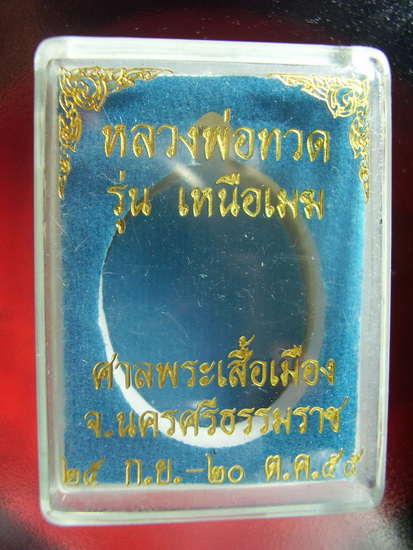 หลวงพ่อทวด
รุ่น เหนือเมฆ
ศาลพระเสื้อเมือง
จ.นครศรีธรรมราช
๒๕ ก.ย.-๒๐ ต.ค.๕๕